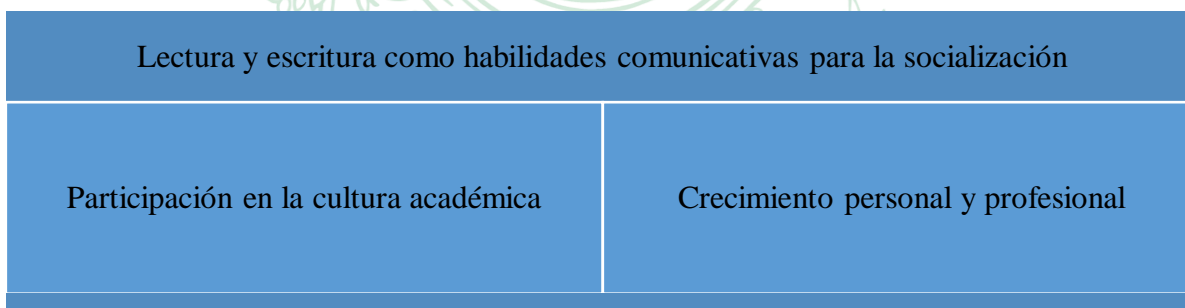 Lectura y escritura como habilidades comunicativas para la socialización
Participación en la cultura académica
Crecimiento personal y profesional